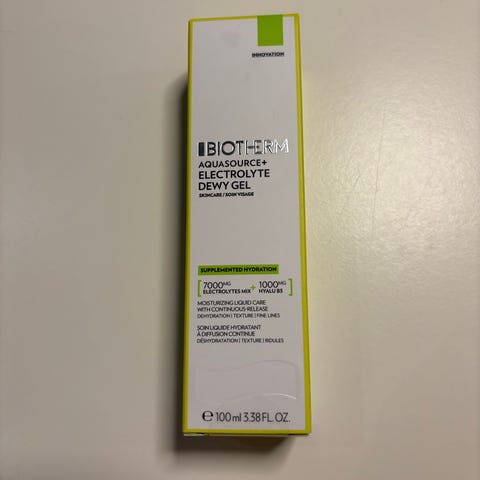 INNOVATION
BIOTHERM
AQUASOURCE+
ELECTROLYTE
DEWY GEL
SKINCARE / SOIN VISAGE
SUPPLEMENTED HYDRATION
[ 7000MG + 1000MG ]
ELECTROLYTES MIX HYALU B5
MOISTURIZING LIQUID CARE
WITH CONTINUOUS-RELEASE
DEHYDRATION | TEXTURE | FINE LINES
SOIN LIQUIDE HYDRATANT
À DIFFUSION CONTINUE
DÉSHYDRATATION | TEXTURE | RIDULES
℮ 100 ml 3.38 FL. OZ.